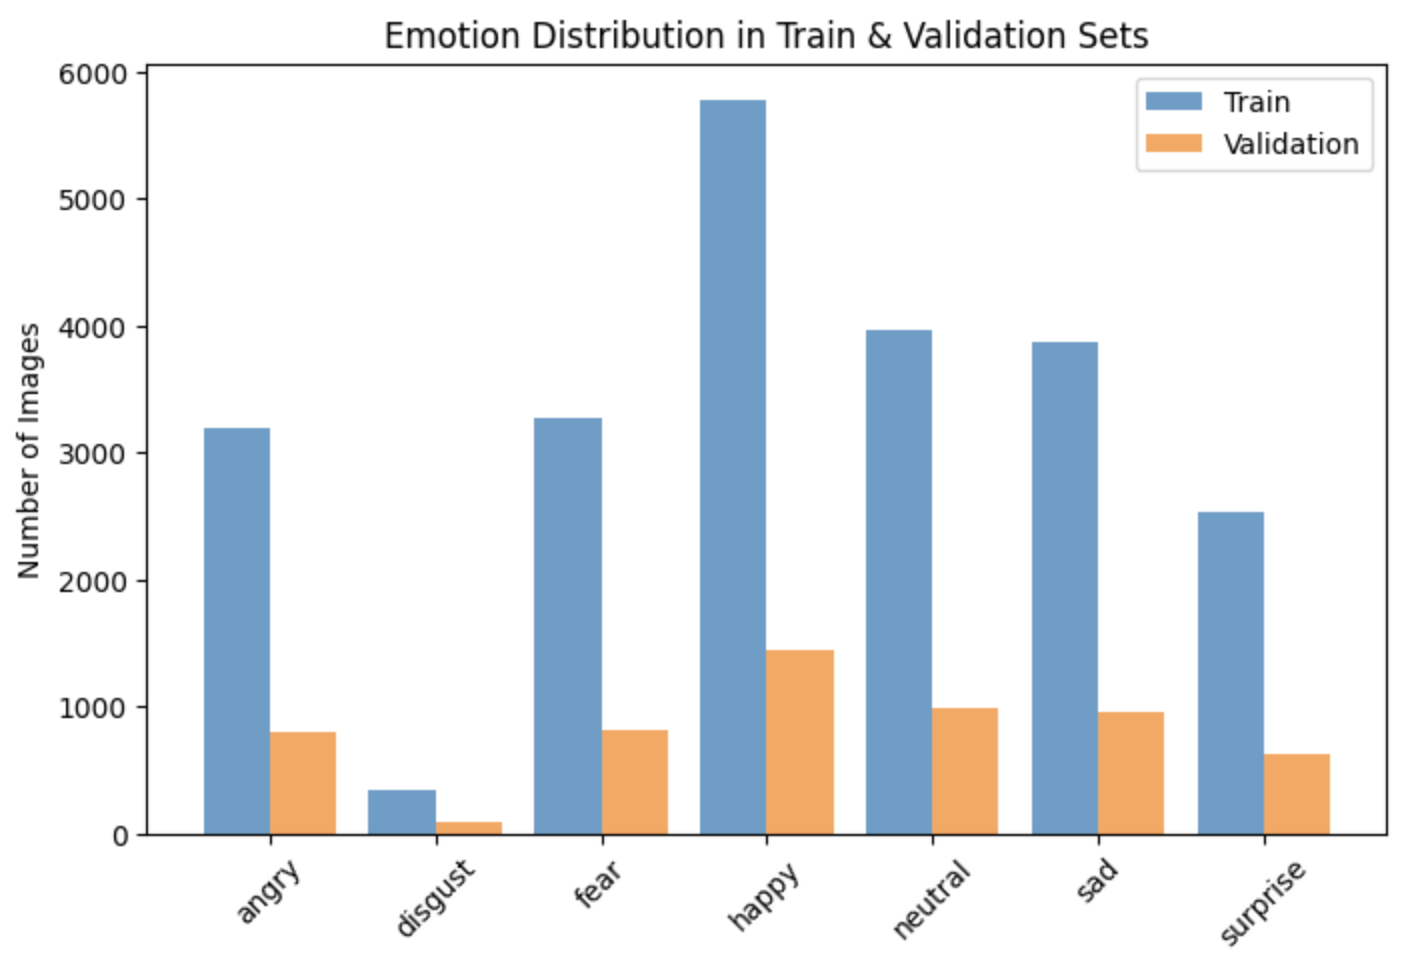 Emotion Distribution in Train & Validation Sets
Train
Validation
Number of Images
6000
5000
4000
3000
2000
1000
0
angry
disgust
fear
happy
neutral
sad
surprise